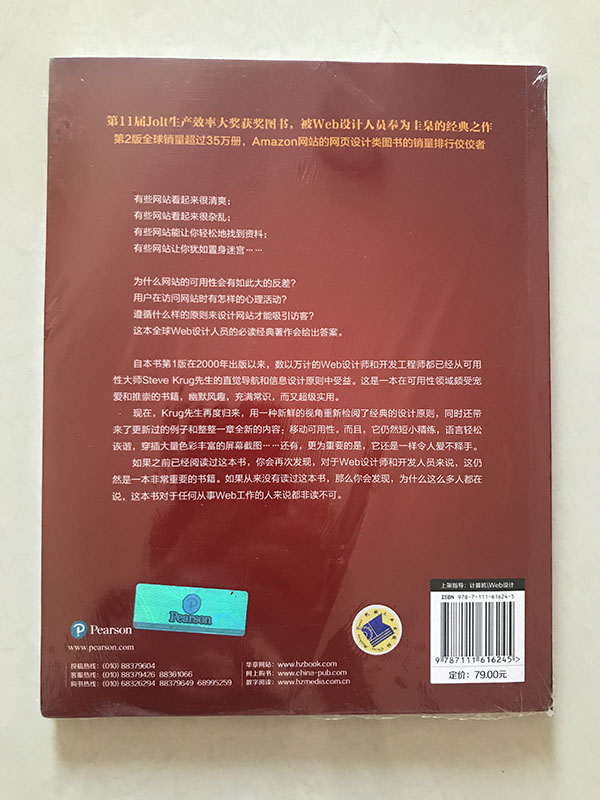 第11届Jolt生产效率大奖获奖图书，被Web设计人员奉为圭臬的经典之作
第2版全球销量超过35万册，Amazon网站的网页设计类图书的销量排行佼佼者
有些网站看起来很清爽；
有些网站看起来很杂乱；
有些网站能让你轻松地找到资料；
有些网站让你犹如置身迷宫……
为什么网站的可用性会有如此大的反差？
用户在访问网站时有怎样的心理活动？
遵循什么样的原则来设计网站才能吸引访客？
这本全球Web设计人员的必读经典著作会给出答案。
自本书第1版在2000年出版以来，数以万计的Web设计师和开发工程师都已经从可用
性大师Steve Krug先生的直觉导航和信息设计原则中受益。这是一本在可用性领域颇受宠
爱和推崇的书籍，幽默风趣，充满常识，而又超级实用。
现在，Krug先生再度归来，用一种新鲜的视角重新检阅了经典的设计原则，同时还带
来了更新过的例子和整整一章全新的内容：移动可用性。而且，它仍然短小精练，语言轻松
诙谐，穿插大量色彩丰富的屏幕截图……还有，更为重要的是，它还是一样令人爱不释手。
如果之前已经阅读过这本书，你会再次发现，对于Web设计师和开发人员来说，这仍
然是一本非常重要的书籍。如果从来没有读过这本书，那么你会发现，为什么这么多人都在
说，这本书对于任何从事Web工作的人来说都非读不可。
上架指导：计算机\Web设计
ISBN 978-7-111-61624-5
9 787111 616245 >
定价：79.00元
Pearson
Pearson
www.pearson.com
投稿热线：(010) 88379604
客服热线：(010) 88379426 88361066
购书热线：(010) 68326294 88379649 68995259
华章网站：www.hzbook.com
网上购书：www.china-pub.com
数字阅读：www.hzmedia.com.cn